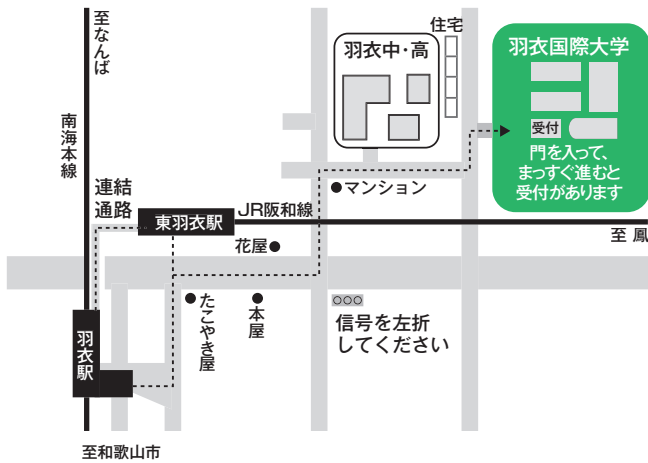 至なんば
南海本線
連結
通路
東羽衣駅
JR阪和線
羽衣中・高
住宅
羽衣国際大学
受付
門を入って、
まっすぐ進むと
受付があります
マンション
至 鳳
花屋
たこやき屋
本屋
信号を左折
してください
羽衣駅
至和歌山市